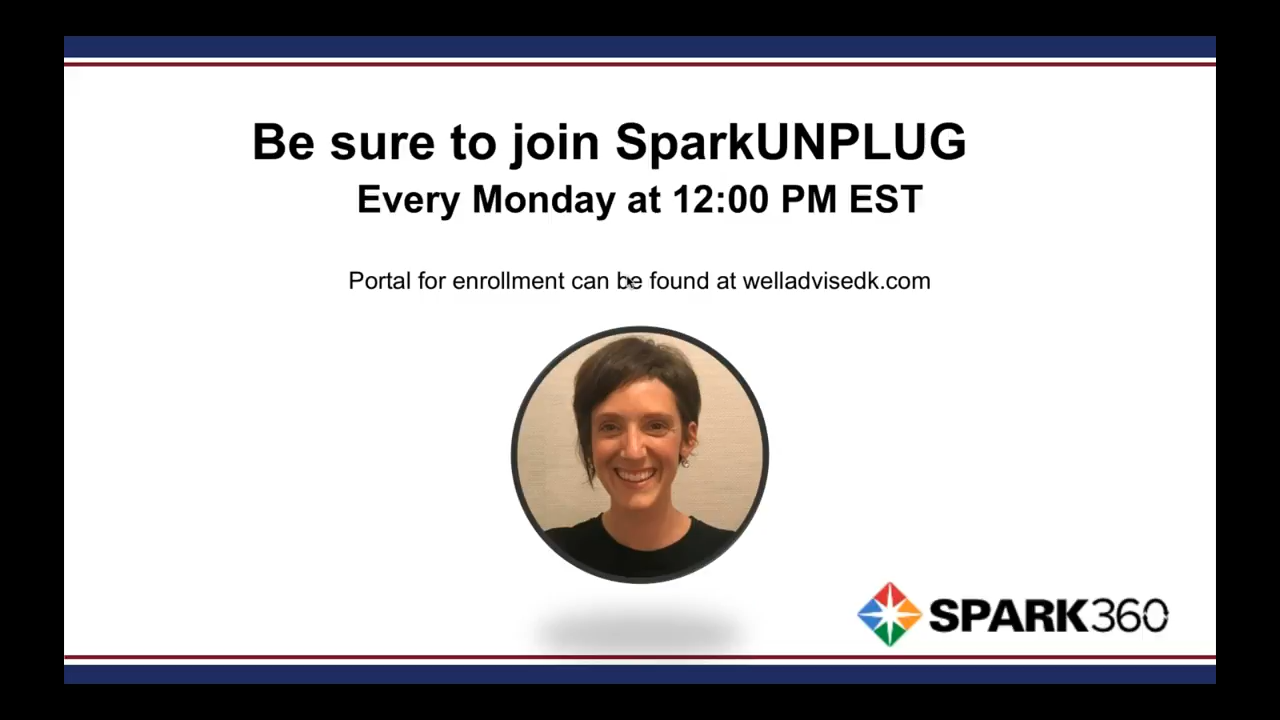 Be sure to join SparkUNPLUG
Every Monday at 12:00 PM EST
Portal for enrollment can be found at welladvisedk.com
SPARK360